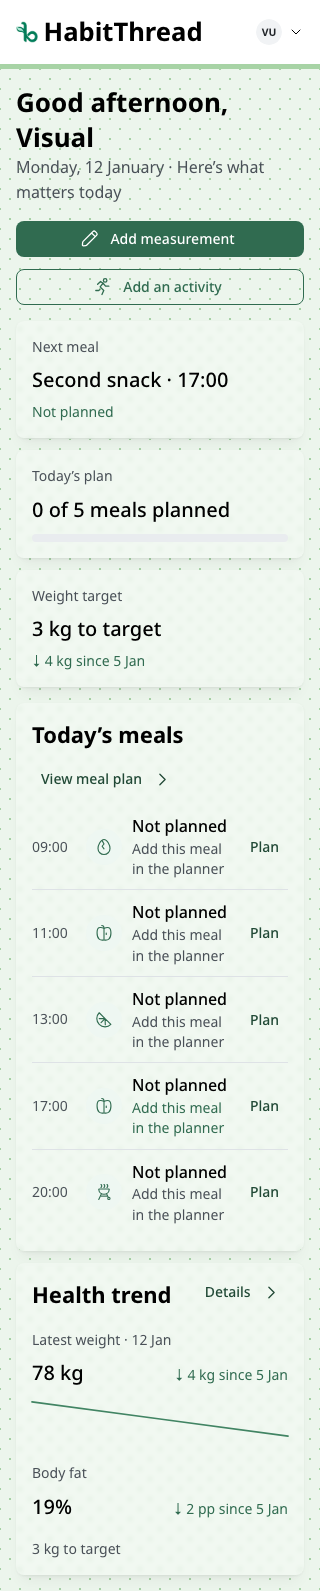 HabitThread
VU
Good afternoon,
Visual
Monday, 12 January · Here’s what
matters today
Add measurement
Add an activity
Next meal
Second snack · 17:00
Not planned
Today’s plan
0 of 5 meals planned
Weight target
3 kg to target
↓ 4 kg since 5 Jan
Today’s meals
View meal plan
09:00
Not planned
Add this meal
in the planner
Plan
11:00
Not planned
Add this meal
in the planner
Plan
13:00
Not planned
Add this meal
in the planner
Plan
17:00
Not planned
Add this meal
in the planner
Plan
20:00
Not planned
Add this meal
in the planner
Plan
Health trend
Details
Latest weight · 12 Jan
78 kg
↓ 4 kg since 5 Jan
Body fat
19%
↓ 2 pp since 5 Jan
3 kg to target